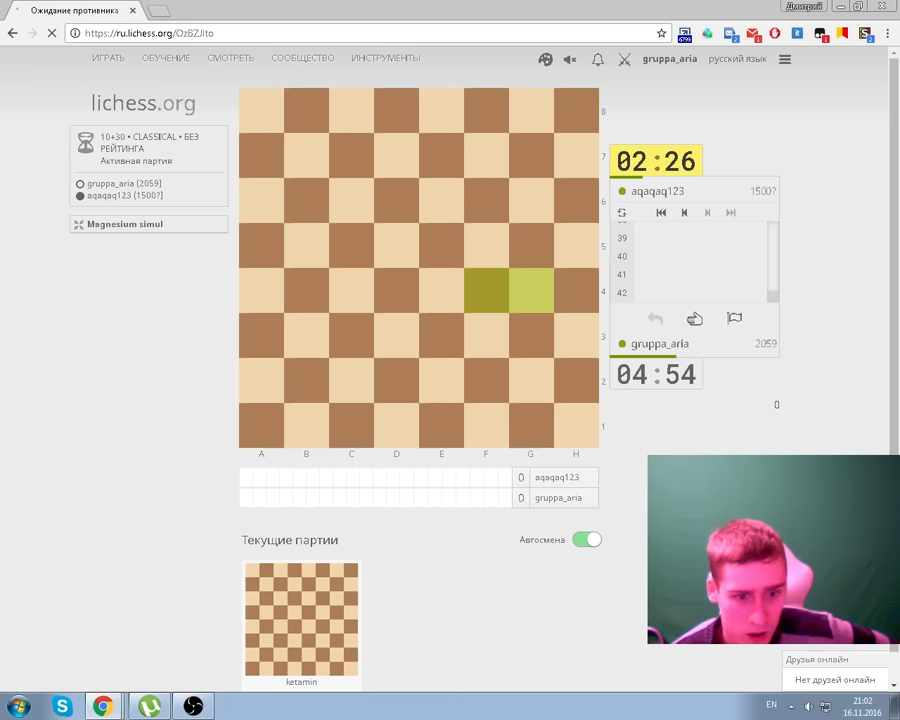 Ожидание противника
Дмитрий
https://ru.lichess.org/OzBZJIto
ИГРАТЬ ОБУЧЕНИЕ СМОТРЕТЬ СООБЩЕСТВО ИНСТРУМЕНТЫ
gruppa_aria русский язык
lichess.org
10+30 • CLASSICAL • БЕЗ
РЕЙТИНГА
Активная партия
gruppa_aria (2059)
aqaqaq123 (1500?)
Magnesium simul
8
7
6
5
4
3
2
1
A B C D E F G H
02:26
aqaqaq123 1500?
39
40
41
42
gruppa_aria 2059
04:54
0
0 aqaqaq123
0 gruppa_aria
Текущие партии
Автосмена
ketamin
Друзья онлайн
Нет друзей онлайн
EN
21:02
16.11.2016